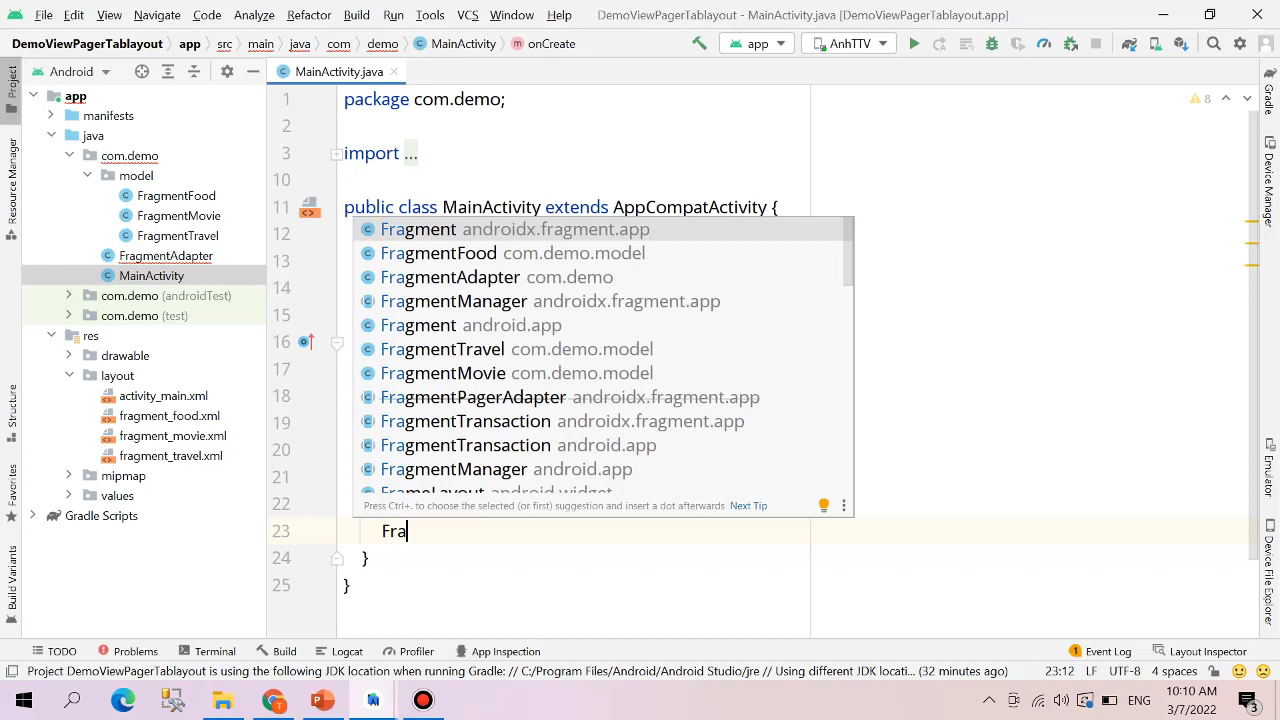 File Edit View Navigate Code Analyze Refactor Build Run Tools VCS Window Help DemoViewPagerTablayout - MainActivity.java [DemoViewPagerTablayout.app]
DemoViewPagerTablayout app src main java com demo MainActivity onCreate app AnhTTV
Android MainActivity.java
Project
Resource Manager
Structure
Favorites
Build Variants
app
manifests
java
com.demo
model
FragmentFood
FragmentMovie
FragmentTravel
FragmentAdapter
MainActivity
com.demo (androidTest)
com.demo (test)
res
drawable
layout
activity_main.xml
fragment_food.xml
fragment_movie.xml
fragment_travel.xml
mipmap
values
Gradle Scripts
1 package com.demo;
2
3 import ...
10
11 public class MainActivity extends AppCompatActivity {
12
13
14
15
16
17
18
19
20
21
22
23 Fra
24 }
25 }
8
Fragment androidx.fragment.app
FragmentFood com.demo.model
FragmentAdapter com.demo
FragmentManager androidx.fragment.app
Fragment android.app
FragmentTravel com.demo.model
FragmentMovie com.demo.model
FragmentPagerAdapter androidx.fragment.app
FragmentTransaction androidx.fragment.app
FragmentTransaction android.app
FragmentManager android.app
FrameLayout android.widget
Press Ctrl+. to choose the selected (or first) suggestion and insert a dot afterwards Next Tip
Gradle
Device Manager
Emulator
Device File Explorer
TODO Problems Terminal Build Logcat Profiler App Inspection 1 Event Log Layout Inspector
Project DemoViewPagerTablayout is using the following JDK location when running Gradle: // C:/Program Files/Android/Android Studio/jre // Using different JDK locati... (32 minutes ago) 23:12 LF UTF-8 4 spaces
ENG 10:10 AM
3/7/2022
3